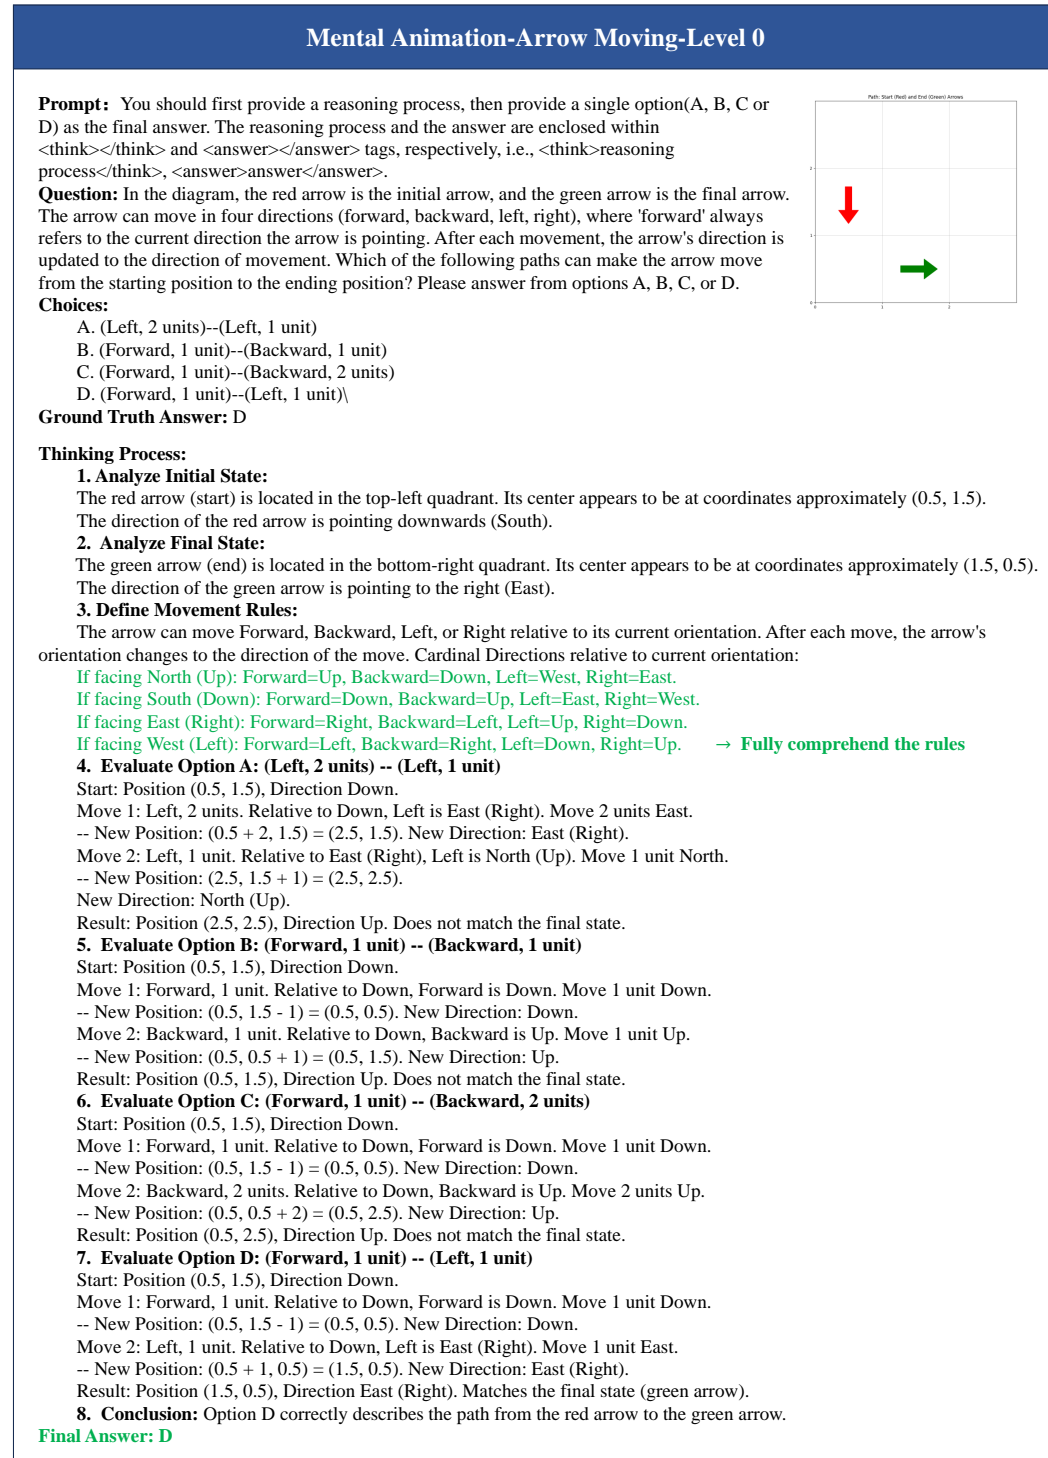 Mental Animation-Arrow Moving-Level 0
Prompt: You should first provide a reasoning process, then provide a single option(A, B, C or
D) as the final answer. The reasoning process and the answer are enclosed within
<think></think> and <answer></answer> tags, respectively, i.e., <think>reasoning
process</think>, <answer>answer</answer>.
Question: In the diagram, the red arrow is the initial arrow, and the green arrow is the final arrow.
The arrow can move in four directions (forward, backward, left, right), where 'forward' always
refers to the current direction the arrow is pointing. After each movement, the arrow's direction is
updated to the direction of movement. Which of the following paths can make the arrow move
from the starting position to the ending position? Please answer from options A, B, C, or D.
Choices:
A. (Left, 2 units)--(Left, 1 unit)
B. (Forward, 1 unit)--(Backward, 1 unit)
C. (Forward, 1 unit)--(Backward, 2 units)
D. (Forward, 1 unit)--(Left, 1 unit)\
Ground Truth Answer: D
Path: Start (Red) and End (Green) Arrows
2
1
0
0 1 2
Thinking Process:
1. Analyze Initial State:
The red arrow (start) is located in the top-left quadrant. Its center appears to be at coordinates approximately (0.5, 1.5).
The direction of the red arrow is pointing downwards (South).
2. Analyze Final State:
The green arrow (end) is located in the bottom-right quadrant. Its center appears to be at coordinates approximately (1.5, 0.5).
The direction of the green arrow is pointing to the right (East).
3. Define Movement Rules:
The arrow can move Forward, Backward, Left, or Right relative to its current orientation. After each move, the arrow's
orientation changes to the direction of the move. Cardinal Directions relative to current orientation:
If facing North (Up): Forward=Up, Backward=Down, Left=West, Right=East.
If facing South (Down): Forward=Down, Backward=Up, Left=East, Right=West.
If facing East (Right): Forward=Right, Backward=Left, Left=Up, Right=Down.
If facing West (Left): Forward=Left, Backward=Right, Left=Down, Right=Up. → Fully comprehend the rules
4. Evaluate Option A: (Left, 2 units) -- (Left, 1 unit)
Start: Position (0.5, 1.5), Direction Down.
Move 1: Left, 2 units. Relative to Down, Left is East (Right). Move 2 units East.
-- New Position: (0.5 + 2, 1.5) = (2.5, 1.5). New Direction: East (Right).
Move 2: Left, 1 unit. Relative to East (Right), Left is North (Up). Move 1 unit North.
-- New Position: (2.5, 1.5 + 1) = (2.5, 2.5).
New Direction: North (Up).
Result: Position (2.5, 2.5), Direction Up. Does not match the final state.
5. Evaluate Option B: (Forward, 1 unit) -- (Backward, 1 unit)
Start: Position (0.5, 1.5), Direction Down.
Move 1: Forward, 1 unit. Relative to Down, Forward is Down. Move 1 unit Down.
-- New Position: (0.5, 1.5 - 1) = (0.5, 0.5). New Direction: Down.
Move 2: Backward, 1 unit. Relative to Down, Backward is Up. Move 1 unit Up.
-- New Position: (0.5, 0.5 + 1) = (0.5, 1.5). New Direction: Up.
Result: Position (0.5, 1.5), Direction Up. Does not match the final state.
6. Evaluate Option C: (Forward, 1 unit) -- (Backward, 2 units)
Start: Position (0.5, 1.5), Direction Down.
Move 1: Forward, 1 unit. Relative to Down, Forward is Down. Move 1 unit Down.
-- New Position: (0.5, 1.5 - 1) = (0.5, 0.5). New Direction: Down.
Move 2: Backward, 2 units. Relative to Down, Backward is Up. Move 2 units Up.
-- New Position: (0.5, 0.5 + 2) = (0.5, 2.5). New Direction: Up.
Result: Position (0.5, 2.5), Direction Up. Does not match the final state.
7. Evaluate Option D: (Forward, 1 unit) -- (Left, 1 unit)
Start: Position (0.5, 1.5), Direction Down.
Move 1: Forward, 1 unit. Relative to Down, Forward is Down. Move 1 unit Down.
-- New Position: (0.5, 1.5 - 1) = (0.5, 0.5). New Direction: Down.
Move 2: Left, 1 unit. Relative to Down, Left is East (Right). Move 1 unit East.
-- New Position: (0.5 + 1, 0.5) = (1.5, 0.5). New Direction: East (Right).
Result: Position (1.5, 0.5), Direction East (Right). Matches the final state (green arrow).
8. Conclusion: Option D correctly describes the path from the red arrow to the green arrow.
Final Answer: D